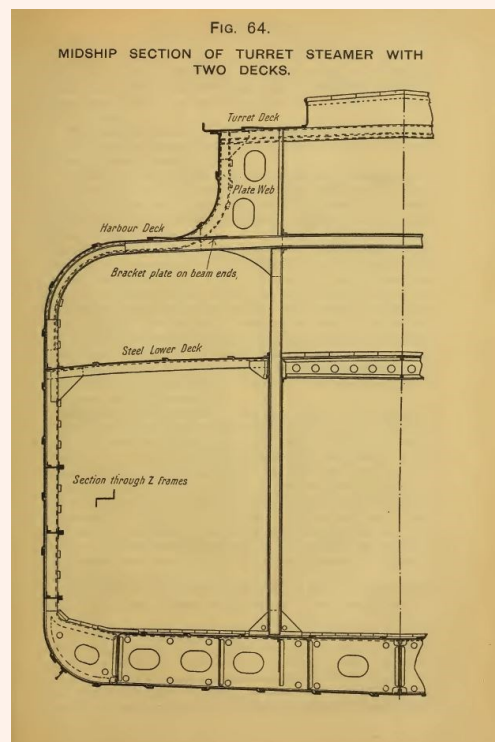 FIG. 64.
MIDSHIP SECTION OF TURRET STEAMER WITH
TWO DECKS.
Turret Deck
Plate Web
Harbour Deck
Bracket plate on beam ends,
Steel Lower Deck
Section through Z frames